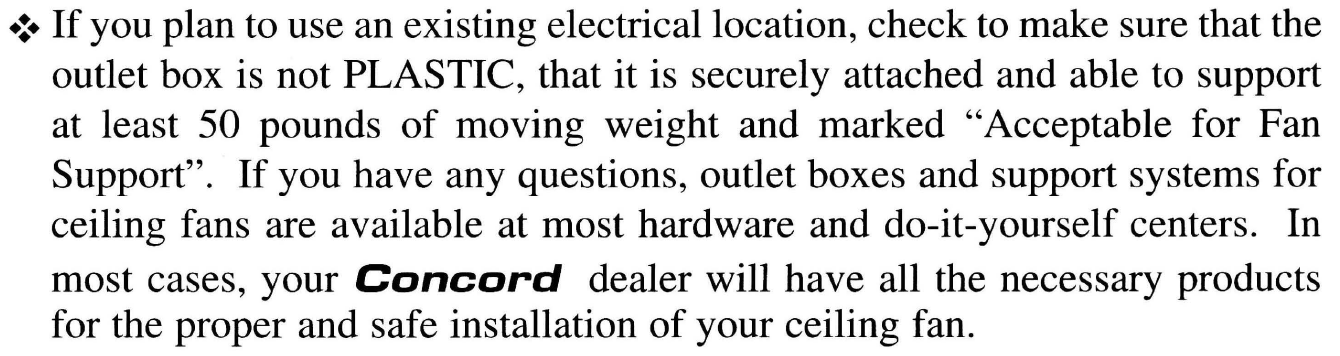 ❖ If you plan to use an existing electrical location, check to make sure that the
outlet box is not PLASTIC, that it is securely attached and able to support
at least 50 pounds of moving weight and marked “Acceptable for Fan
Support”. If you have any questions, outlet boxes and support systems for
ceiling fans are available at most hardware and do-it-yourself centers. In
most cases, your Concord dealer will have all the necessary products
for the proper and safe installation of your ceiling fan.